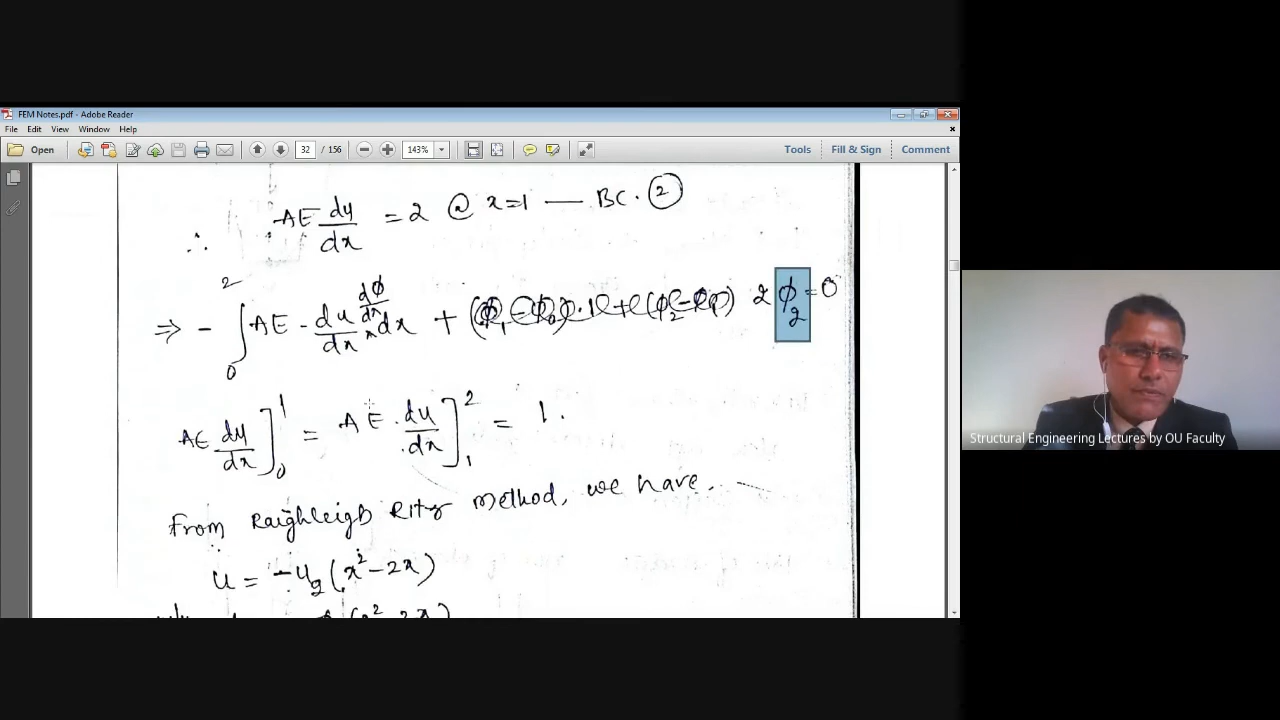 FEM Notes.pdf - Adobe Reader
File Edit View Window Help
Open 32 / 156 143% Tools Fill & Sign Comment
∴ AE du/dx = 2 @ x=1 — BC. ②
⇒ - ∫₀² AE - du/dx dφ/dx x dx + 2 φ₂ = 0
AE du/dx ]₀¹ = AE . du/dx ]₁² = 1.
From Raighleigh Ritz method, we have,
u = -u₂ (x² - 2x)
Structural Engineering Lectures by OU Faculty